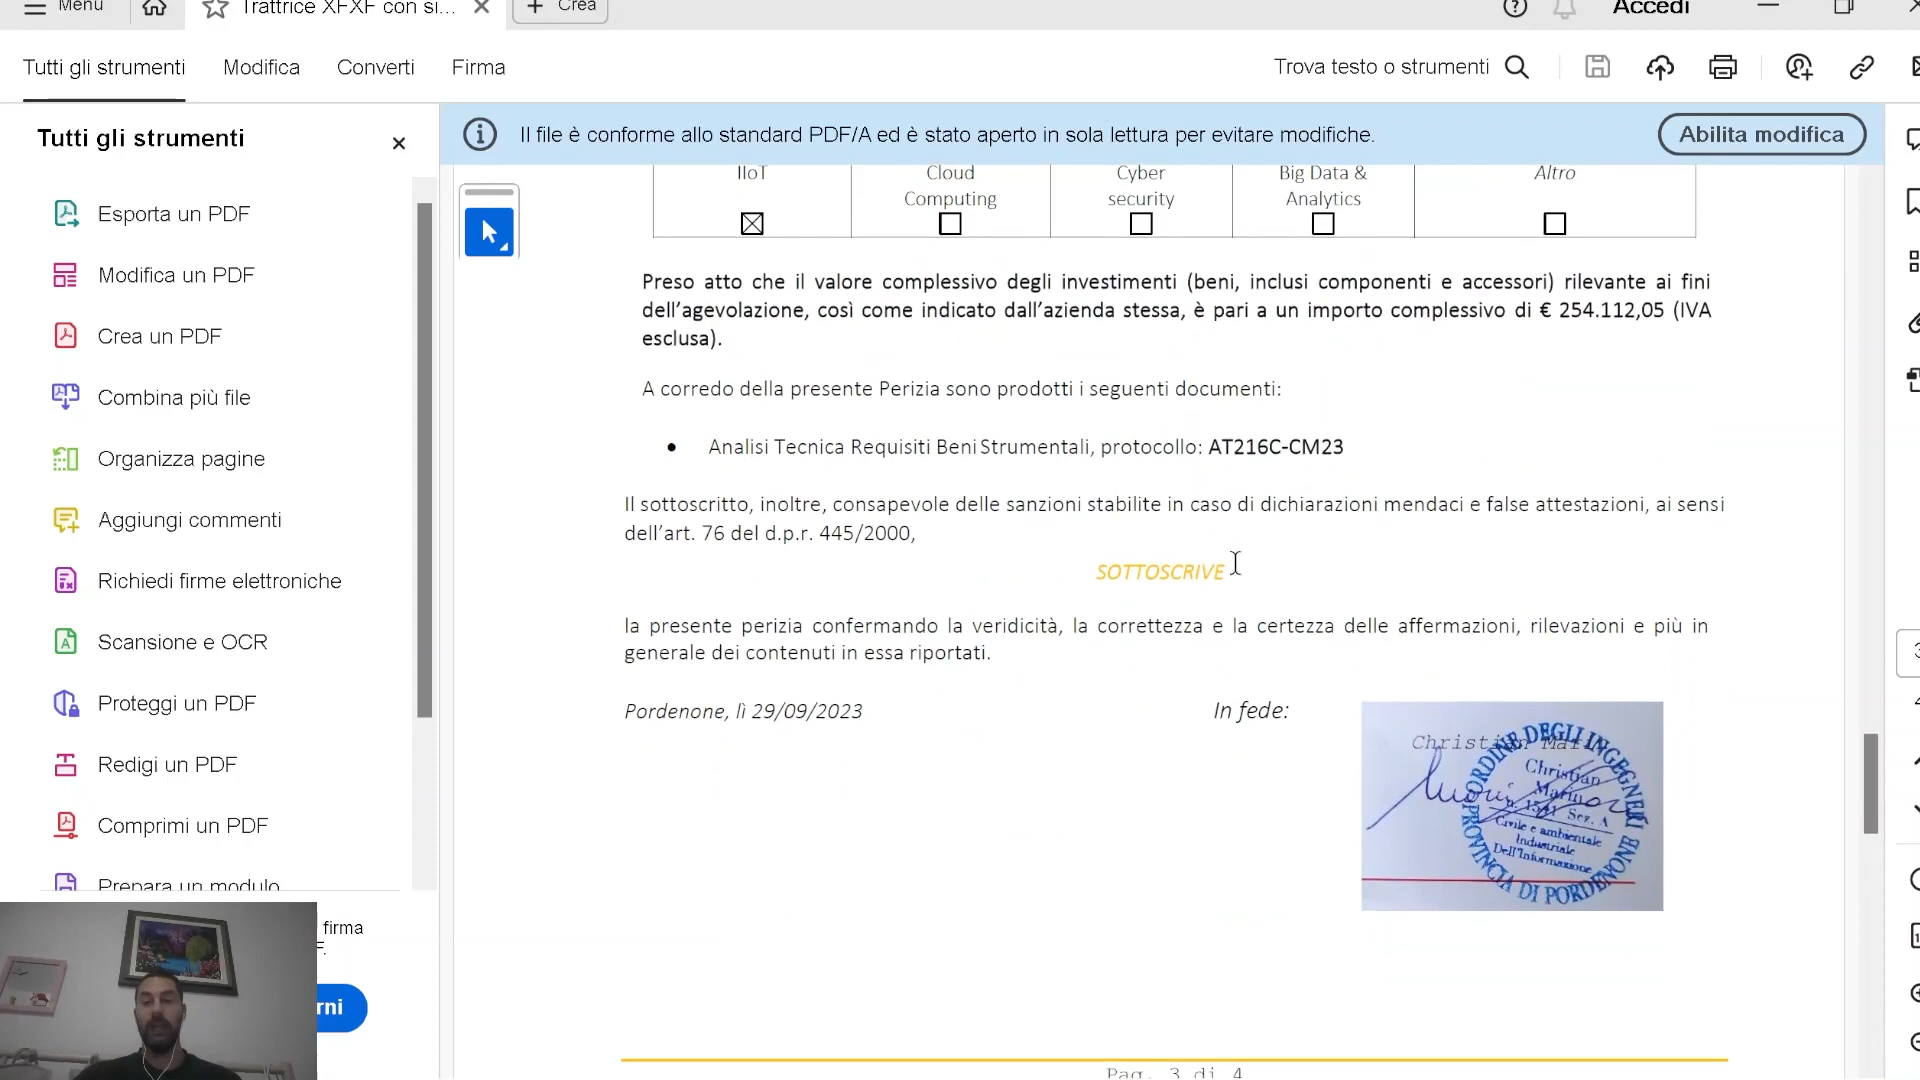 Menu
Trattrice XFXF con si...
Crea
Accedi
Tutti gli strumenti
Modifica
Converti
Firma
Trova testo o strumenti
Tutti gli strumenti
Il file è conforme allo standard PDF/A ed è stato aperto in sola lettura per evitare modifiche.
Abilita modifica
Esporta un PDF
Modifica un PDF
Crea un PDF
Combina più file
Organizza pagine
Aggiungi commenti
Richiedi firme elettroniche
Scansione e OCR
Proteggi un PDF
Redigi un PDF
Comprimi un PDF
Prepara un modulo
firma
rni
IIoT
Cloud
Computing
Cyber
security
Big Data &
Analytics
Altro
Preso atto che il valore complessivo degli investimenti (beni, inclusi componenti e accessori) rilevante ai fini
dell'agevolazione, così come indicato dall'azienda stessa, è pari a un importo complessivo di € 254.112,05 (IVA
esclusa).
A corredo della presente Perizia sono prodotti i seguenti documenti:
• Analisi Tecnica Requisiti Beni Strumentali, protocollo: AT216C-CM23
Il sottoscritto, inoltre, consapevole delle sanzioni stabilite in caso di dichiarazioni mendaci e false attestazioni, ai sensi
dell'art. 76 del d.p.r. 445/2000,
SOTTOSCRIVE
la presente perizia confermando la veridicità, la correttezza e la certezza delle affermazioni, rilevazioni e più in
generale dei contenuti in essa riportati.
Pordenone, lì 29/09/2023
In fede:
ORDINE DEGLI INGEGNERI
Christian
Marin
Sez. A
Civile e ambientale
Industriale
Dell'Informazione
PROVINCIA DI PORDENONE
Pag. 3 di 4